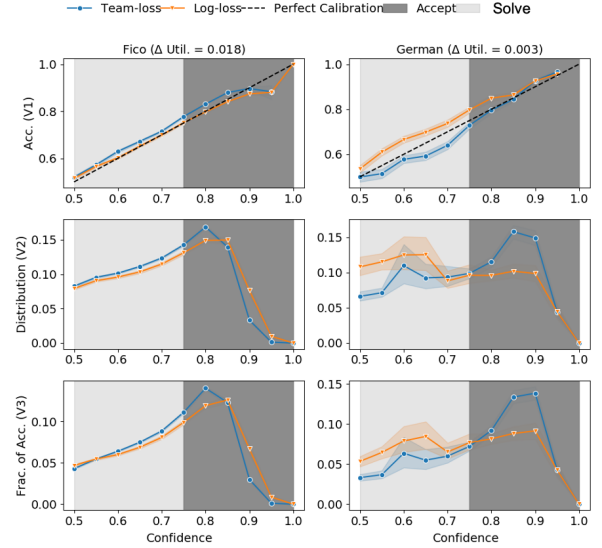 Team-loss Log-loss Perfect Calibration Accept Solve
Fico (Δ Util. = 0.018) German (Δ Util. = 0.003)
Acc. (V1)
1.0 1.0
0.8 0.8
0.6 0.6
0.5 0.6 0.7 0.8 0.9 1.0 0.5 0.6 0.7 0.8 0.9 1.0
Distribution (V2)
0.15 0.15
0.10 0.10
0.05 0.05
0.00 0.00
0.5 0.6 0.7 0.8 0.9 1.0 0.5 0.6 0.7 0.8 0.9 1.0
Frac. of Acc. (V3)
0.15 0.15
0.10 0.10
0.05 0.05
0.00 0.00
0.5 0.6 0.7 0.8 0.9 1.0 0.5 0.6 0.7 0.8 0.9 1.0
Confidence Confidence